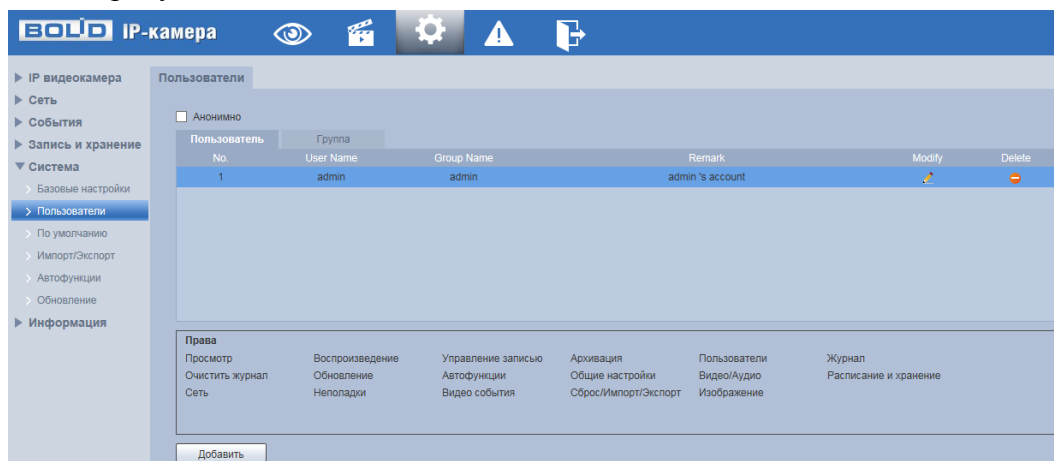 BOLID IP-камера
IP видеокамера
Сеть
События
Запись и хранение
Система
Базовые настройки
Пользователи
По умолчанию
Импорт/Экспорт
Автофункции
Обновление
Информация
Пользователи
Анонимно
Пользователь Группа
No. User Name Group Name Remark Modify Delete
1 admin admin admin 's account
Права
Просмотр Воспроизведение Управление записью Архивация Пользователи Журнал
Очистить журнал Обновление Автофункции Общие настройки Видео/Аудио Расписание и хранение
Сеть Неполадки Видео события Сброс/Импорт/Экспорт Изображение
Добавить